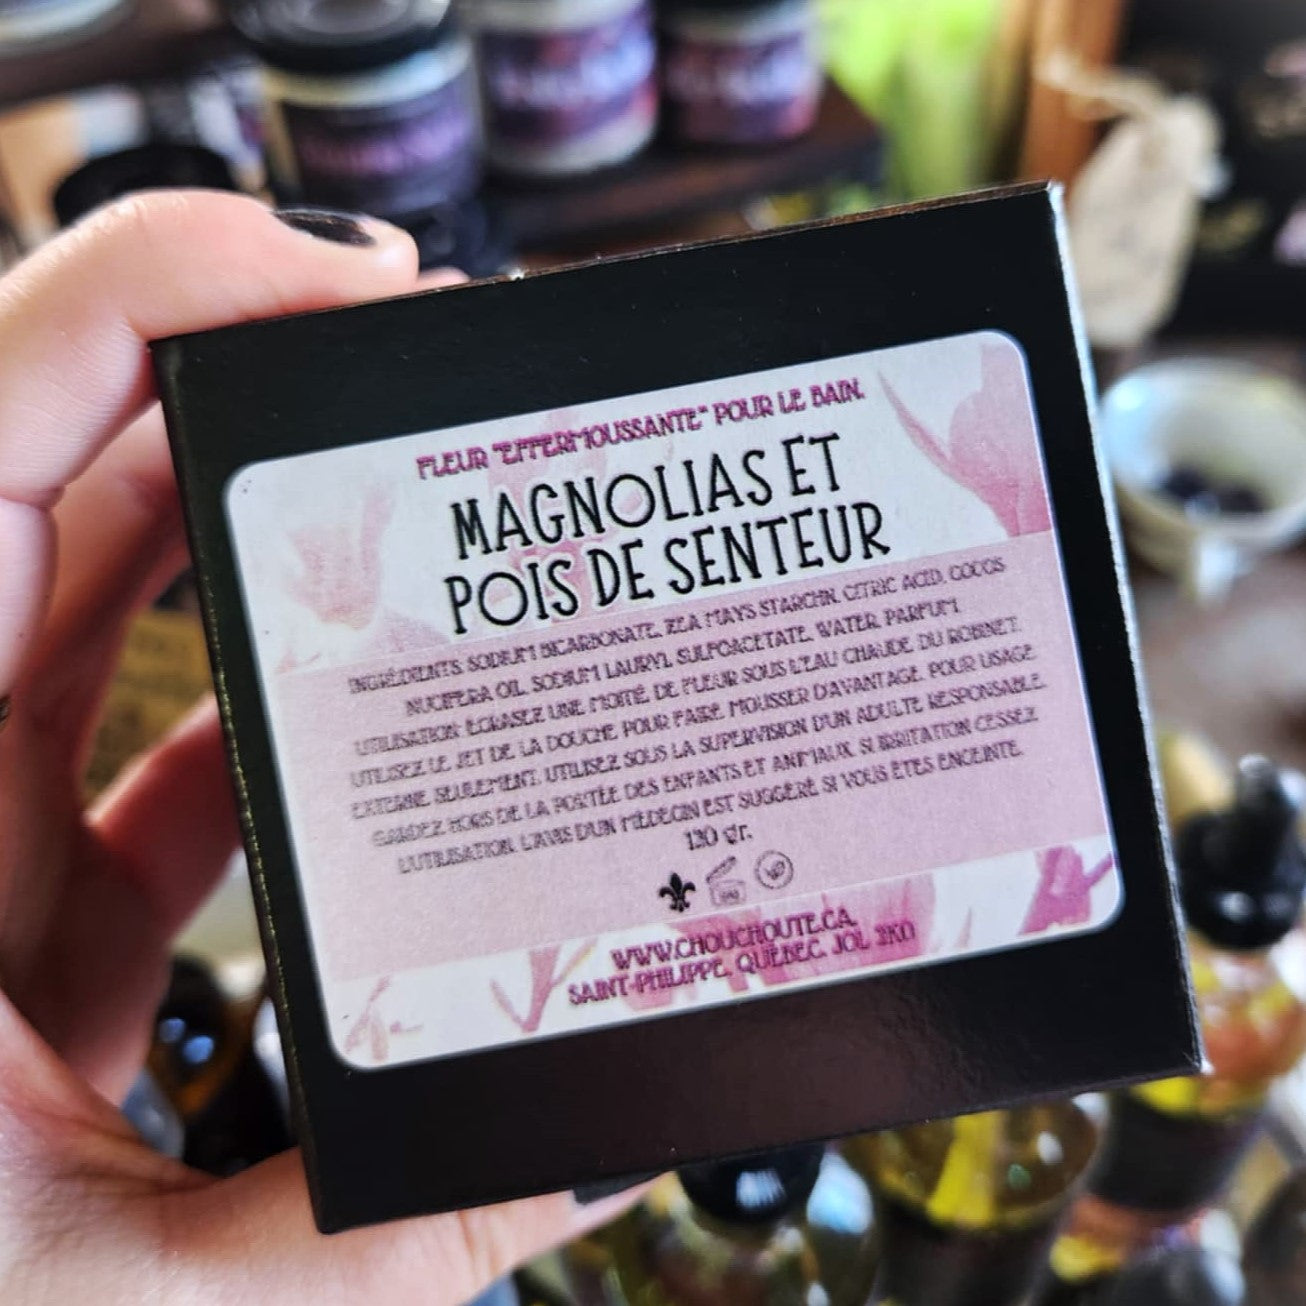 FLEUR "EFFERMOUSSANTE" POUR LE BAIN.
MAGNOLIAS ET
POIS DE SENTEUR
INGRÉDIENTS: SODIUM BICARBONATE, ZEA MAYS STARCHN, CITRIC ACID, COCOS
NUCIFERA OIL, SODIUM LAURYL SULFOACETATE, WATER, PARFUM
UTILISATION: ÉCRASEZ UNE MOITIÉ DE FLEUR SOUS L'EAU CHAUDE DU ROBINET.
UTILISEZ LE JET DE LA DOUCHE POUR FAIRE MOUSSER D'AVANTAGE. POUR USAGE
EXTERNE SEULEMENT. UTILISEZ SOUS LA SUPERVISION D'UN ADULTE RESPONSABLE.
GARDEZ HORS DE LA PORTÉE DES ENFANTS ET ANIMAUX. SI IRRITATION CESSEZ
L'UTILISATION. L'AVIS D'UN MÉDECIN EST SUGGÉRÉ SI VOUS ÊTES ENCEINTE.
130 gr.
WWW.CHOUCHOUTE.CA.
SAINT-PHILIPPE, QUÉBEC, J0L 2K0